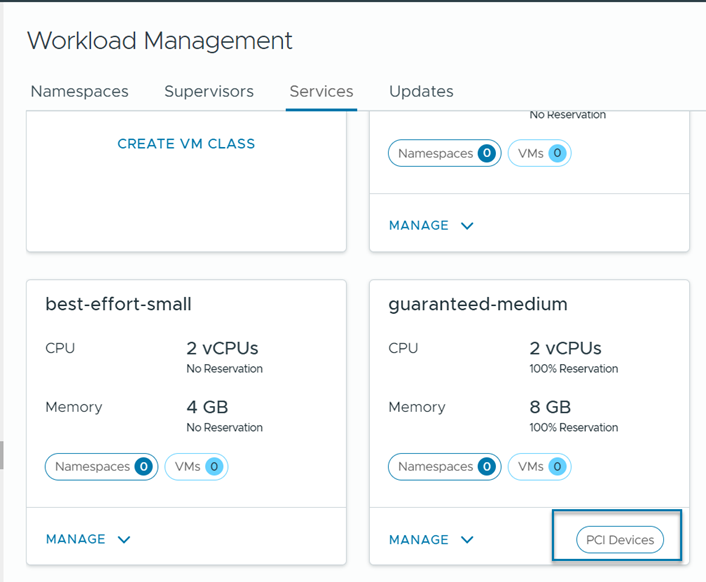 Workload Management
Namespaces Supervisors Services Updates
CREATE VM CLASS
No Reservation
Namespaces 0 VMs 0
MANAGE
best-effort-small
CPU 2 vCPUs
No Reservation
Memory 4 GB
No Reservation
Namespaces 0 VMs 0
MANAGE
guaranteed-medium
CPU 2 vCPUs
100% Reservation
Memory 8 GB
100% Reservation
Namespaces 0 VMs 0
MANAGE PCI Devices